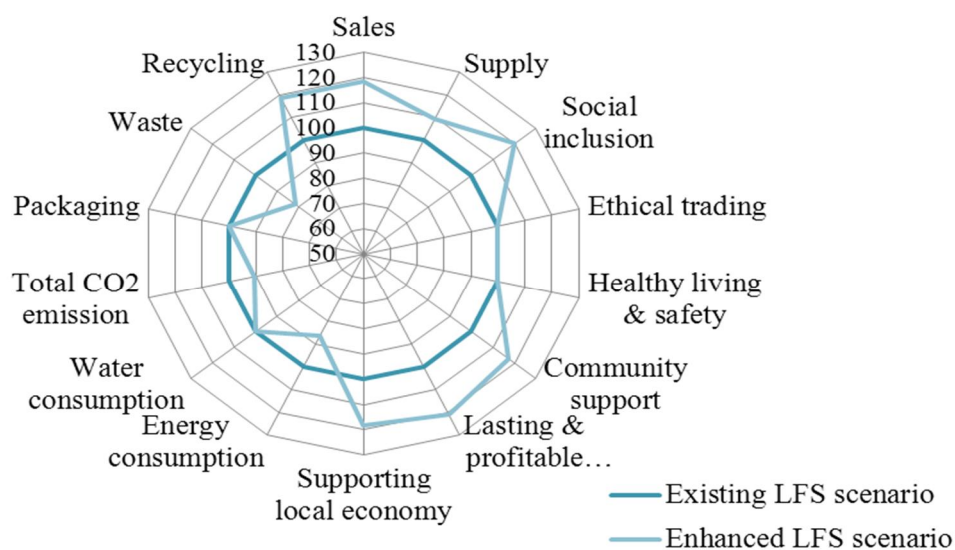 Sales
130
120
110
100
90
80
70
60
50
Supply
Social
inclusion
Ethical trading
Healthy living
& safety
Community
support
Lasting &
profitable…
Supporting
local economy
Energy
consumption
Water
consumption
Total CO2
emission
Packaging
Waste
Recycling
Existing LFS scenario
Enhanced LFS scenario